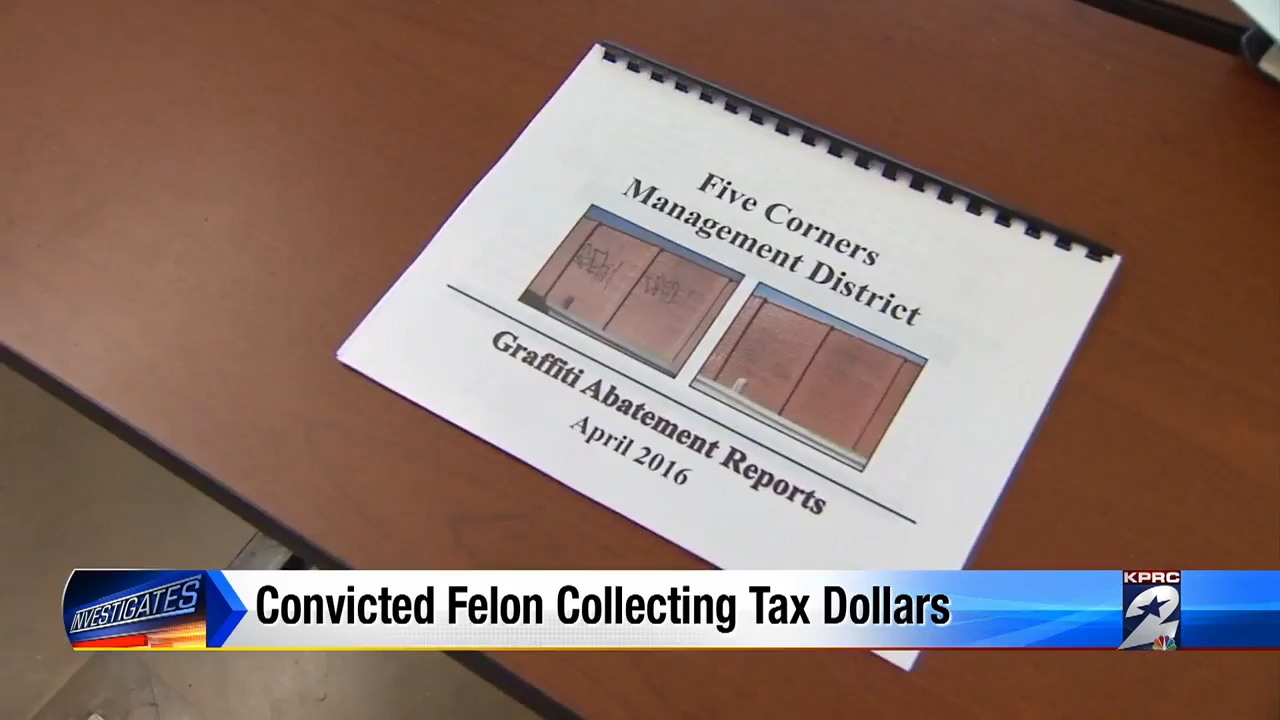 Five Corners
Management District
Graffiti Abatement Reports
April 2016
INVESTIGATES
Convicted Felon Collecting Tax Dollars
KPRC
2